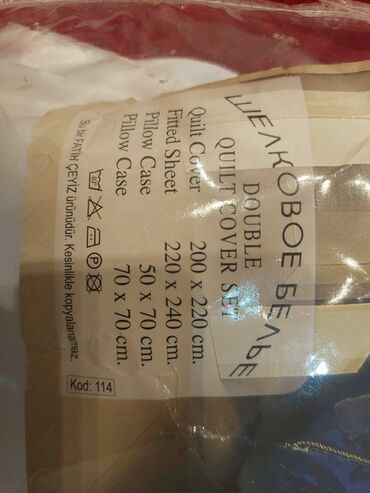 ШЕЛКОВОЕ БЕЛЬЕ
DOUBLE
QUILT COVER SET
Quilt Cover 200 x 220 cm.
Fitted Sheet 220 x 240 cm.
Pillow Case 50 x 70 cm.
Pillow Case 70 x 70 cm.
40 P
Bu bir FATİH ÇEYİZ ürünüdür. Kesinlikle kopyalanamaz.
Kod: 114